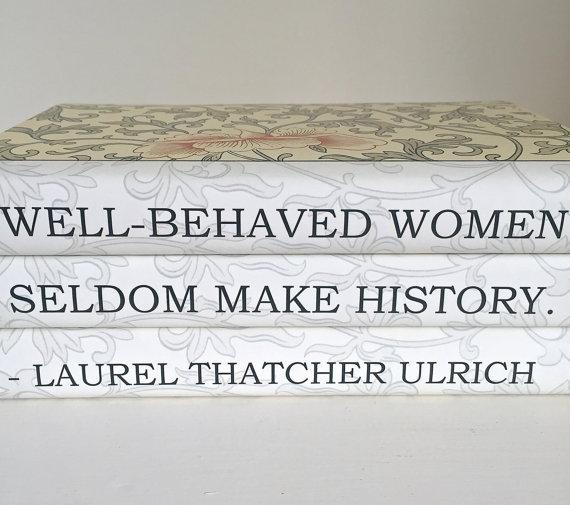 WELL-BEHAVED WOMEN
SELDOM MAKE HISTORY.
- LAUREL THATCHER ULRICH